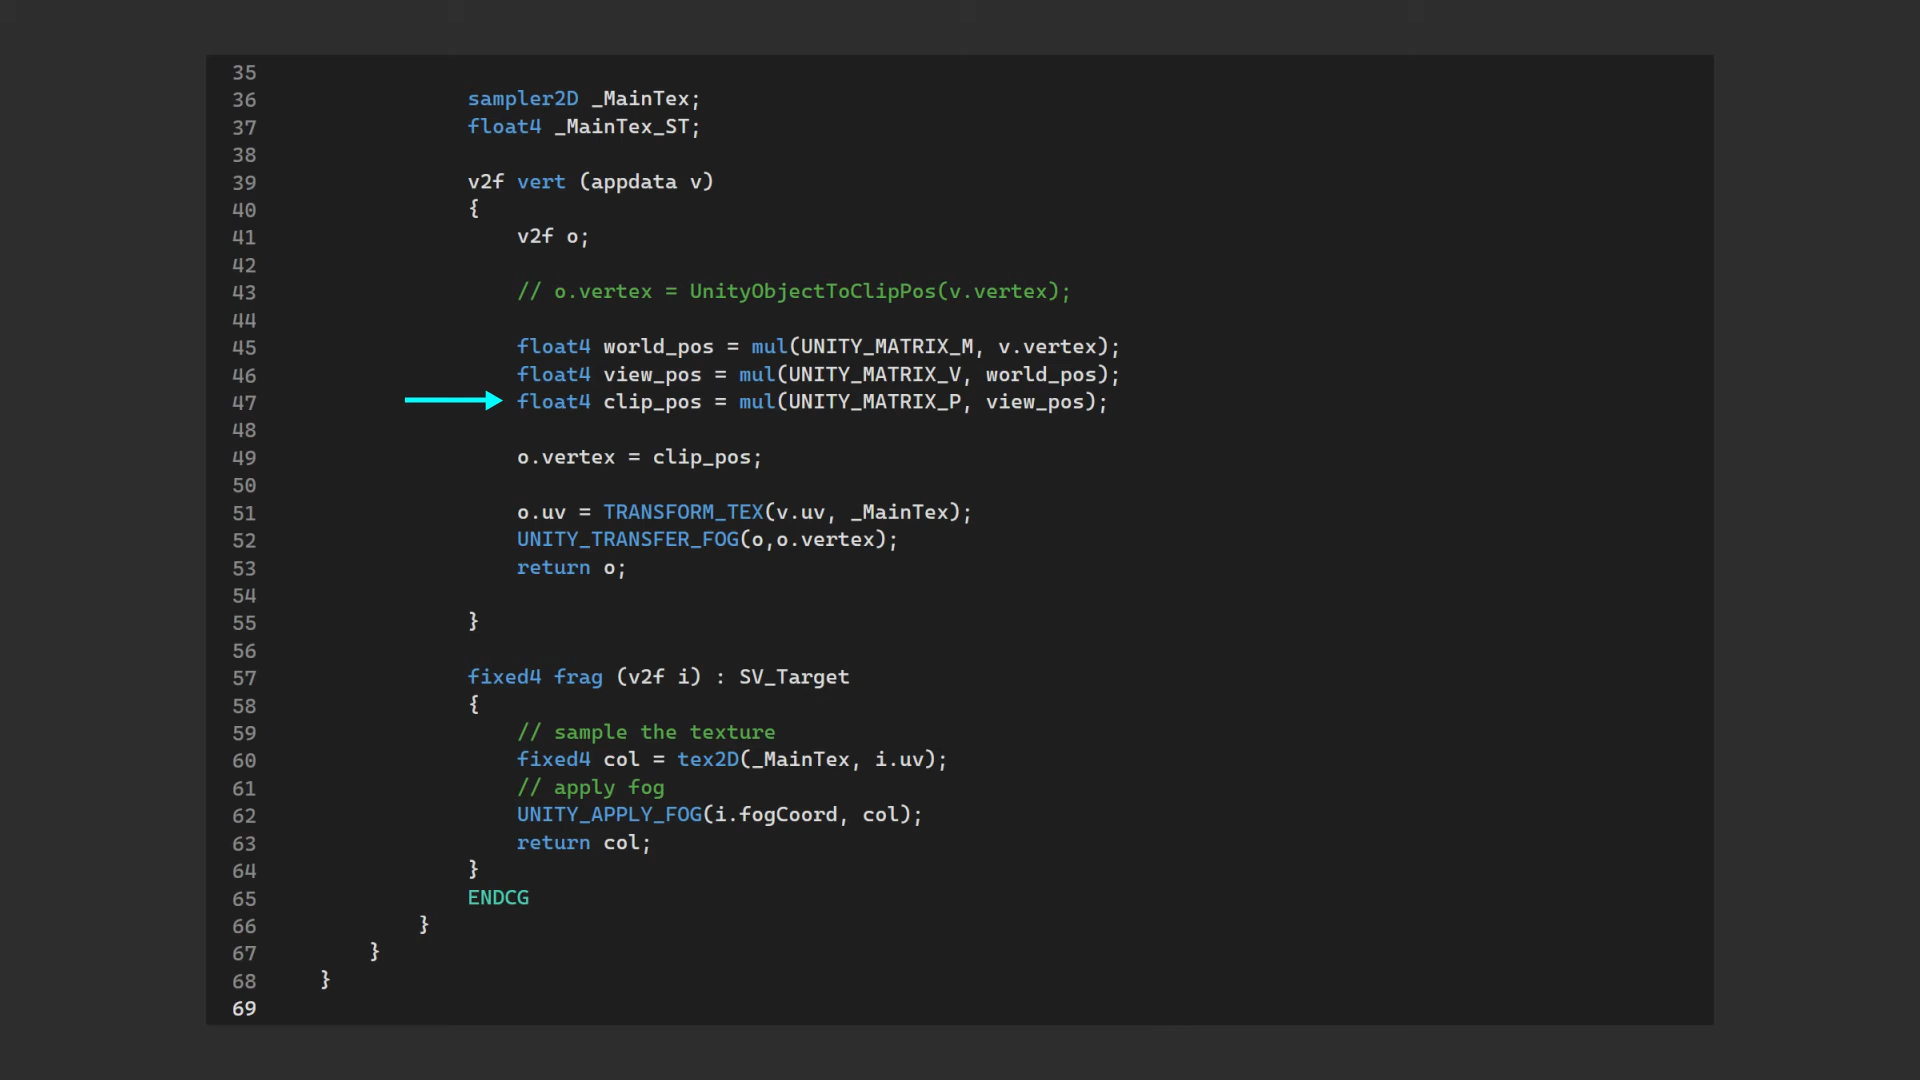 35
36 sampler2D _MainTex;
37 float4 _MainTex_ST;
38
39 v2f vert (appdata v)
40 {
41 v2f o;
42
43 // o.vertex = UnityObjectToClipPos(v.vertex);
44
45 float4 world_pos = mul(UNITY_MATRIX_M, v.vertex);
46 float4 view_pos = mul(UNITY_MATRIX_V, world_pos);
47 float4 clip_pos = mul(UNITY_MATRIX_P, view_pos);
48
49 o.vertex = clip_pos;
50
51 o.uv = TRANSFORM_TEX(v.uv, _MainTex);
52 UNITY_TRANSFER_FOG(o,o.vertex);
53 return o;
54
55 }
56
57 fixed4 frag (v2f i) : SV_Target
58 {
59 // sample the texture
60 fixed4 col = tex2D(_MainTex, i.uv);
61 // apply fog
62 UNITY_APPLY_FOG(i.fogCoord, col);
63 return col;
64 }
65 ENDCG
66 }
67 }
68 }
69